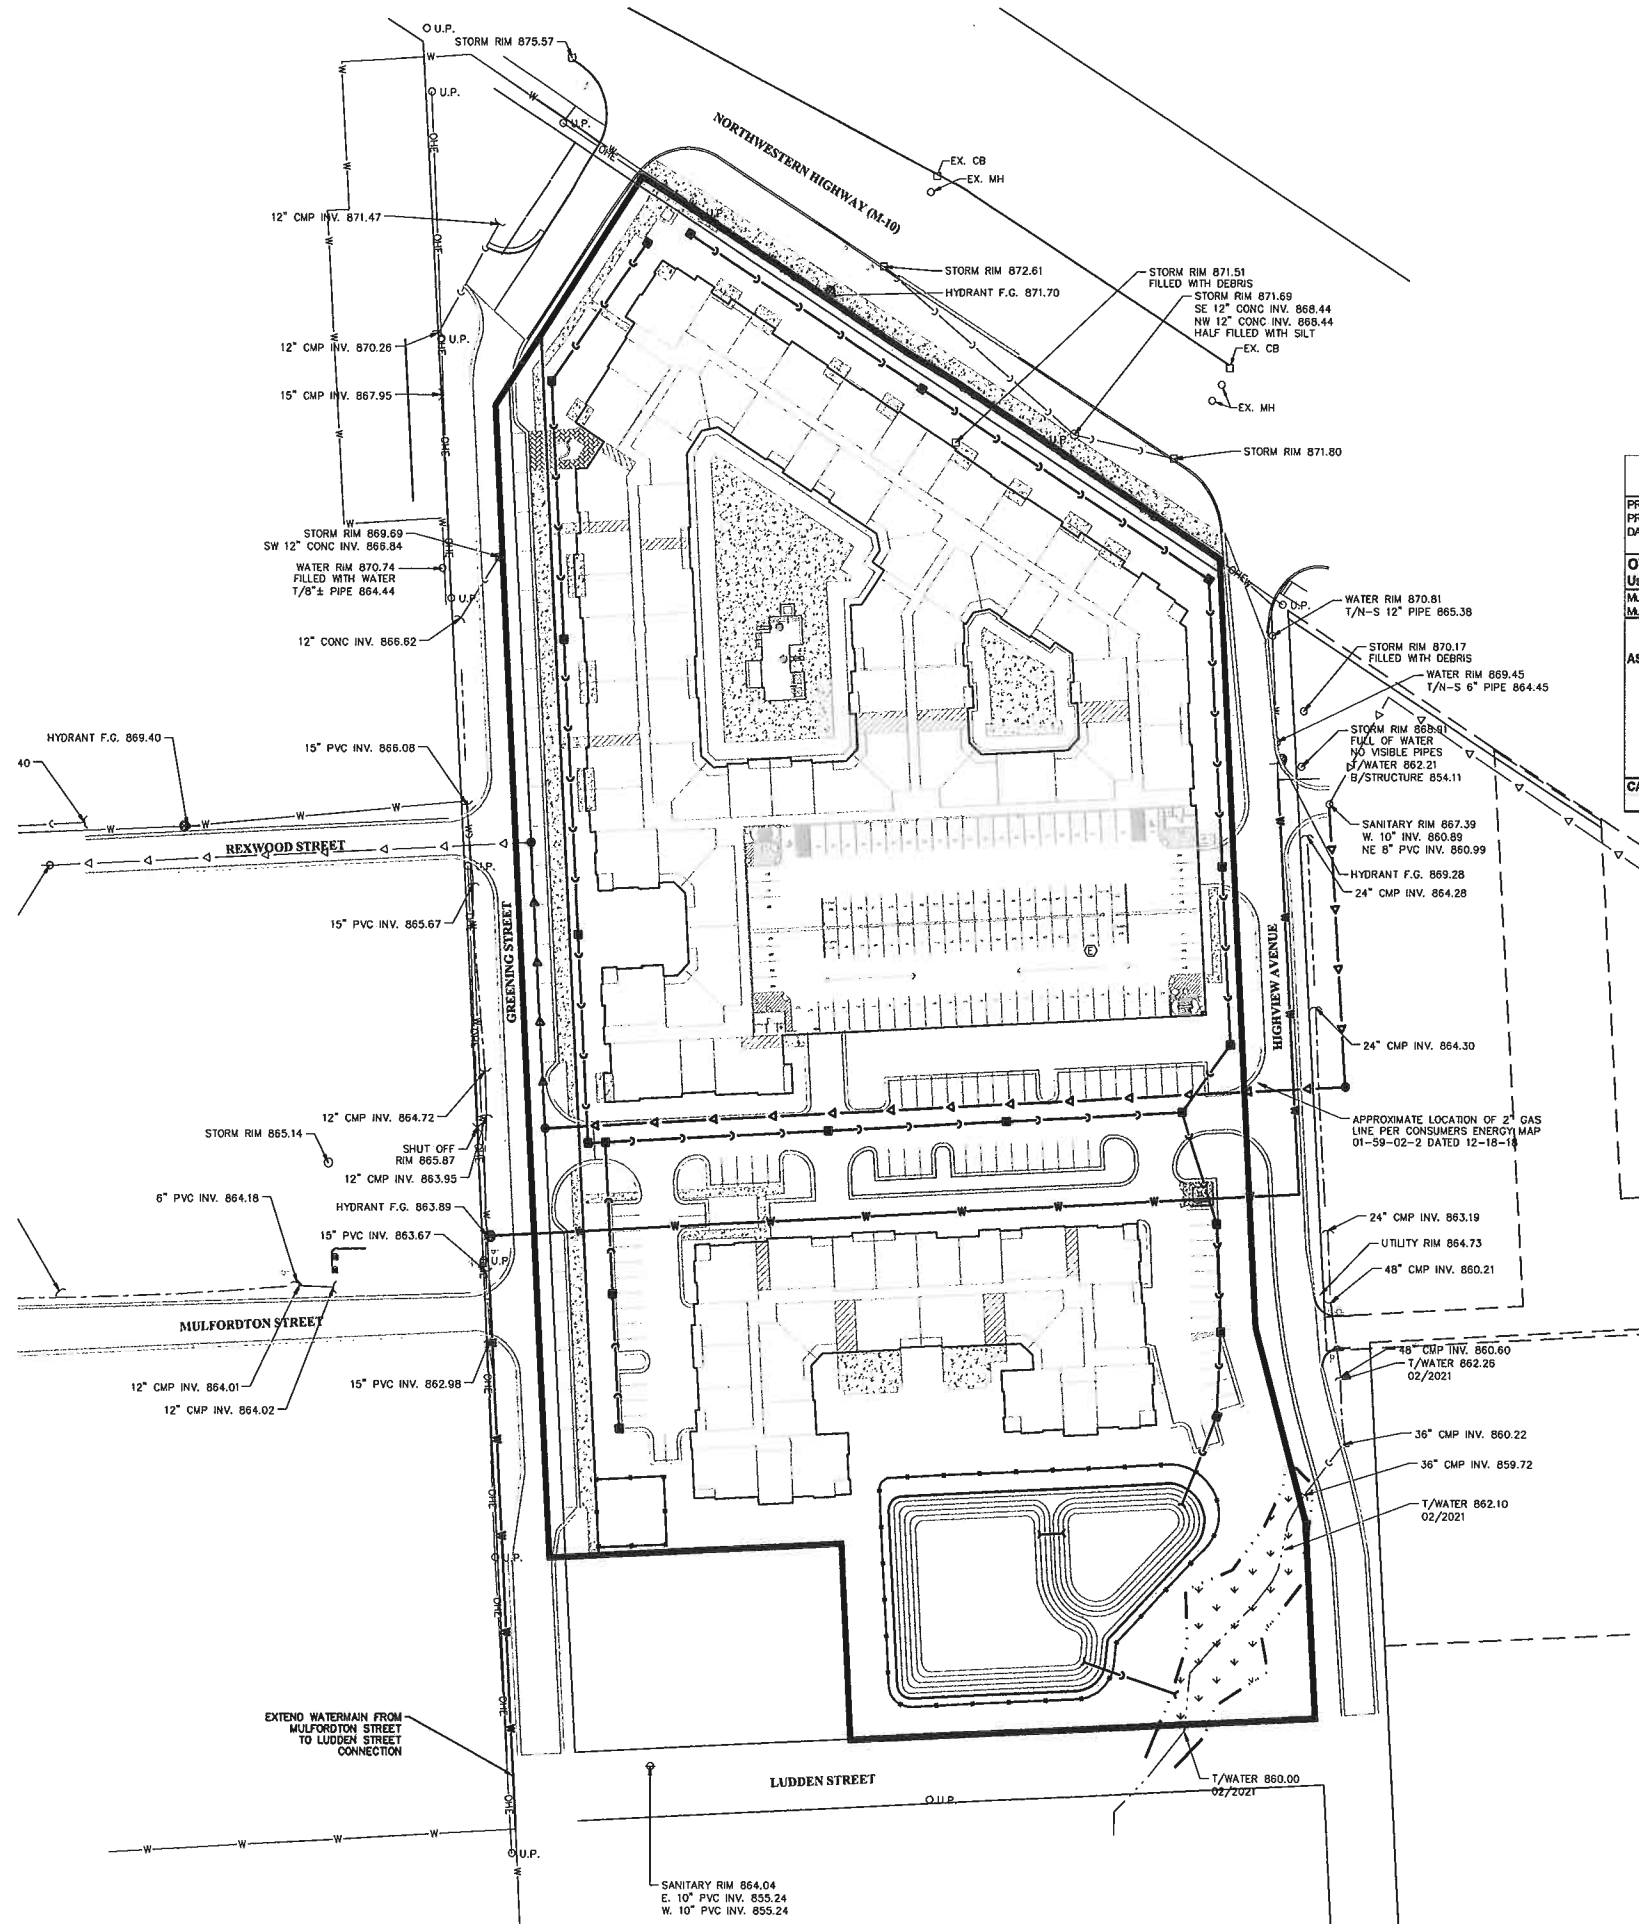 U.P.
STORM RIM 875.57
U.P.
U.P.
NORTHWESTERN HIGHWAY (M-10)
EX. CB
EX. MH
12" CMP INV. 871.47
STORM RIM 872.61
HYDRANT F.G. 871.70
STORM RIM 871.51
FILLED WITH DEBRIS
STORM RIM 871.69
SE 12" CONC INV. 868.44
NW 12" CONC INV. 868.44
HALF FILLED WITH SILT
EX. CB
EX. MH
12" CMP INV. 870.26
U.P.
15" CMP INV. 867.95
U.P.
STORM RIM 871.80
STORM RIM 869.69
SW 12" CONC INV. 865.84
WATER RIM 870.74
FILLED WITH WATER
T/8"± PIPE 864.44
U.P.
12" CONC INV. 866.62
U.P.
WATER RIM 870.81
T/N-S 12" PIPE 865.38
STORM RIM 870.17
FILLED WITH DEBRIS
WATER RIM 869.45
T/N-S 6" PIPE 864.45
STORM RIM 868.91
FULL OF WATER
NO VISIBLE PIPES
T/WATER 862.21
B/STRUCTURE 854.11
HYDRANT F.G. 869.40
40
15" PVC INV. 866.08
SANITARY RIM 867.39
W. 10" INV. 860.89
NE 8" PVC INV. 860.99
REXWOOD STREET
U.P.
HYDRANT F.G. 869.28
24" CMP INV. 864.28
15" PVC INV. 865.67
GREENING STREET
HIGHVIEW AVENUE
E
24" CMP INV. 864.30
12" CMP INV. 864.72
STORM RIM 865.14
SHUT OFF
RIM 865.87
12" CMP INV. 863.95
APPROXIMATE LOCATION OF 2" GAS
LINE PER CONSUMERS ENERGY MAP
01-59-02-2 DATED 12-18-18
6" PVC INV. 864.18
HYDRANT F.G. 863.89
15" PVC INV. 863.67
U.P.
24" CMP INV. 863.19
UTILITY RIM 864.73
48" CMP INV. 860.21
MULFORDTON STREET
48" CMP INV. 860.60
T/WATER 862.26
02/2021
12" CMP INV. 864.01
12" CMP INV. 864.02
15" PVC INV. 862.98
36" CMP INV. 860.22
36" CMP INV. 859.72
T/WATER 862.10
02/2021
U.P.
EXTEND WATERMAIN FROM
MULFORDTON STREET
TO LUDDEN STREET
CONNECTION
LUDDEN STREET
T/WATER 860.00
02/2021
U.P.
U.P.
SANITARY RIM 864.04
E. 10" PVC INV. 855.24
W. 10" PVC INV. 855.24